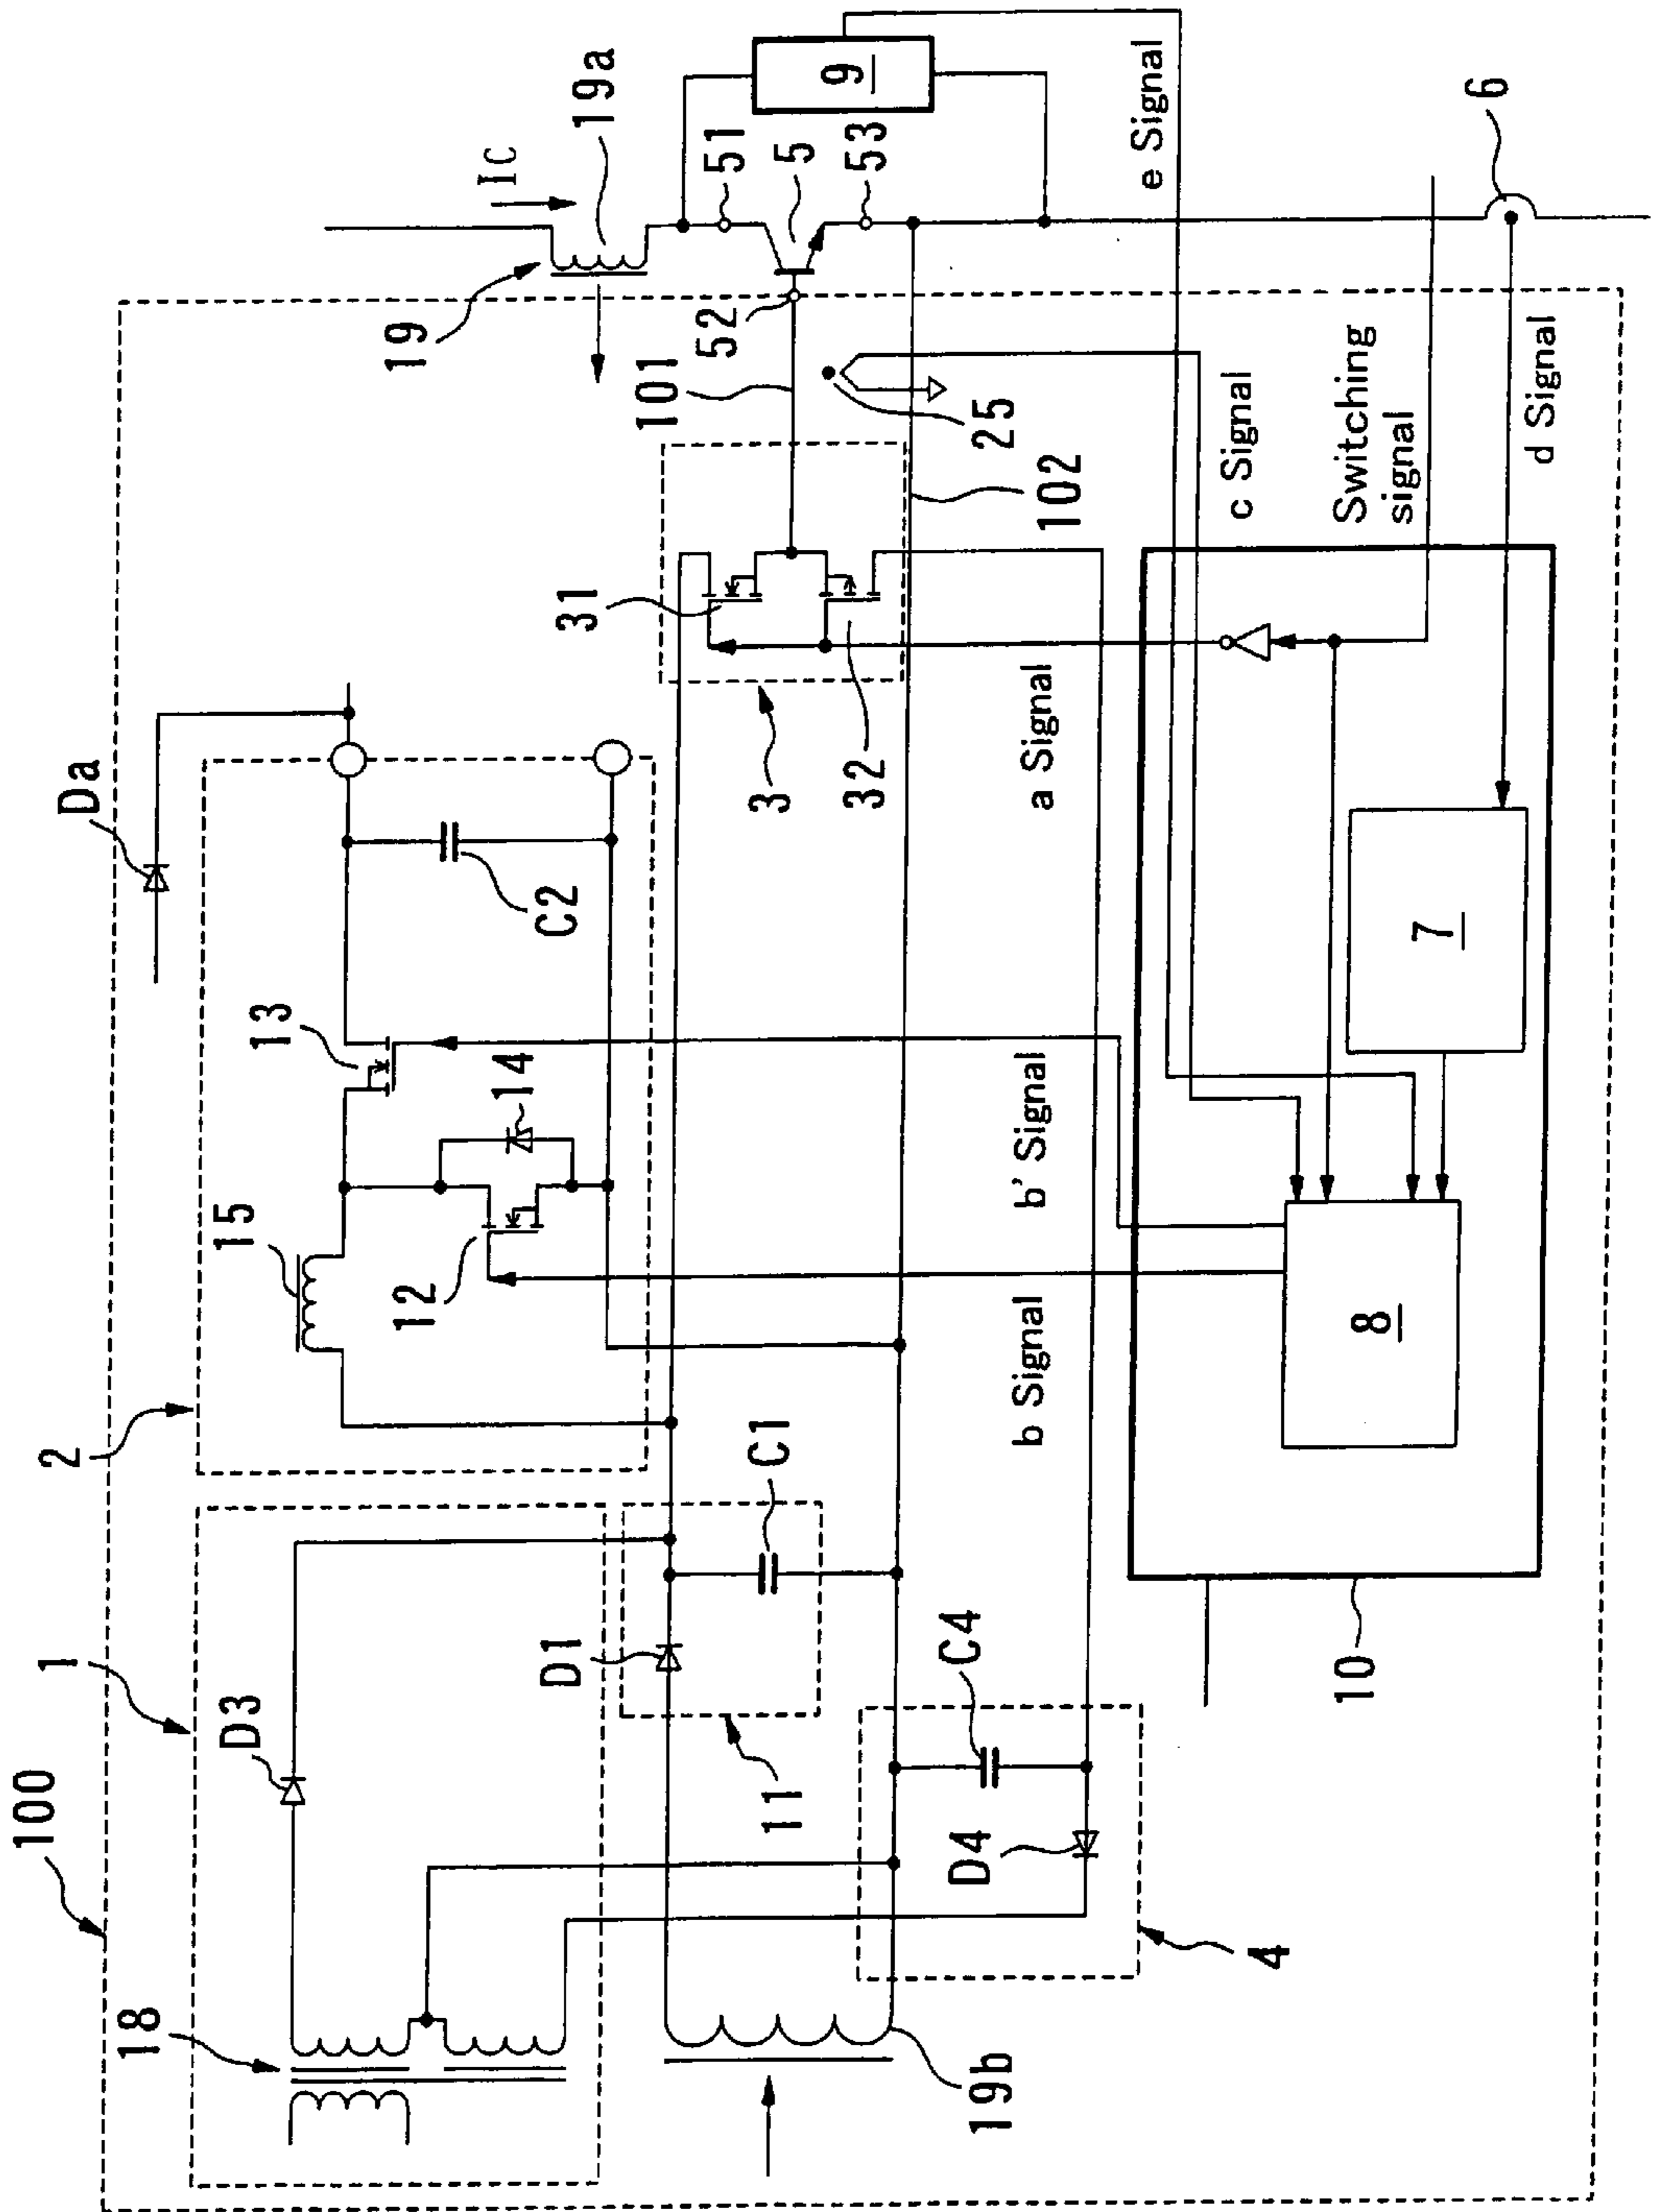 100
1
2
Da
18
D3
15
13
14
12
C2
19
IC
19a
51
5
53
9
52
101
31
3
32
102
25
D1
C1
11
19b
C4
D4
4
a Signal
b Signal
b' Signal
c Signal
Switching
signal
d Signal
e Signal
6
7
8
10